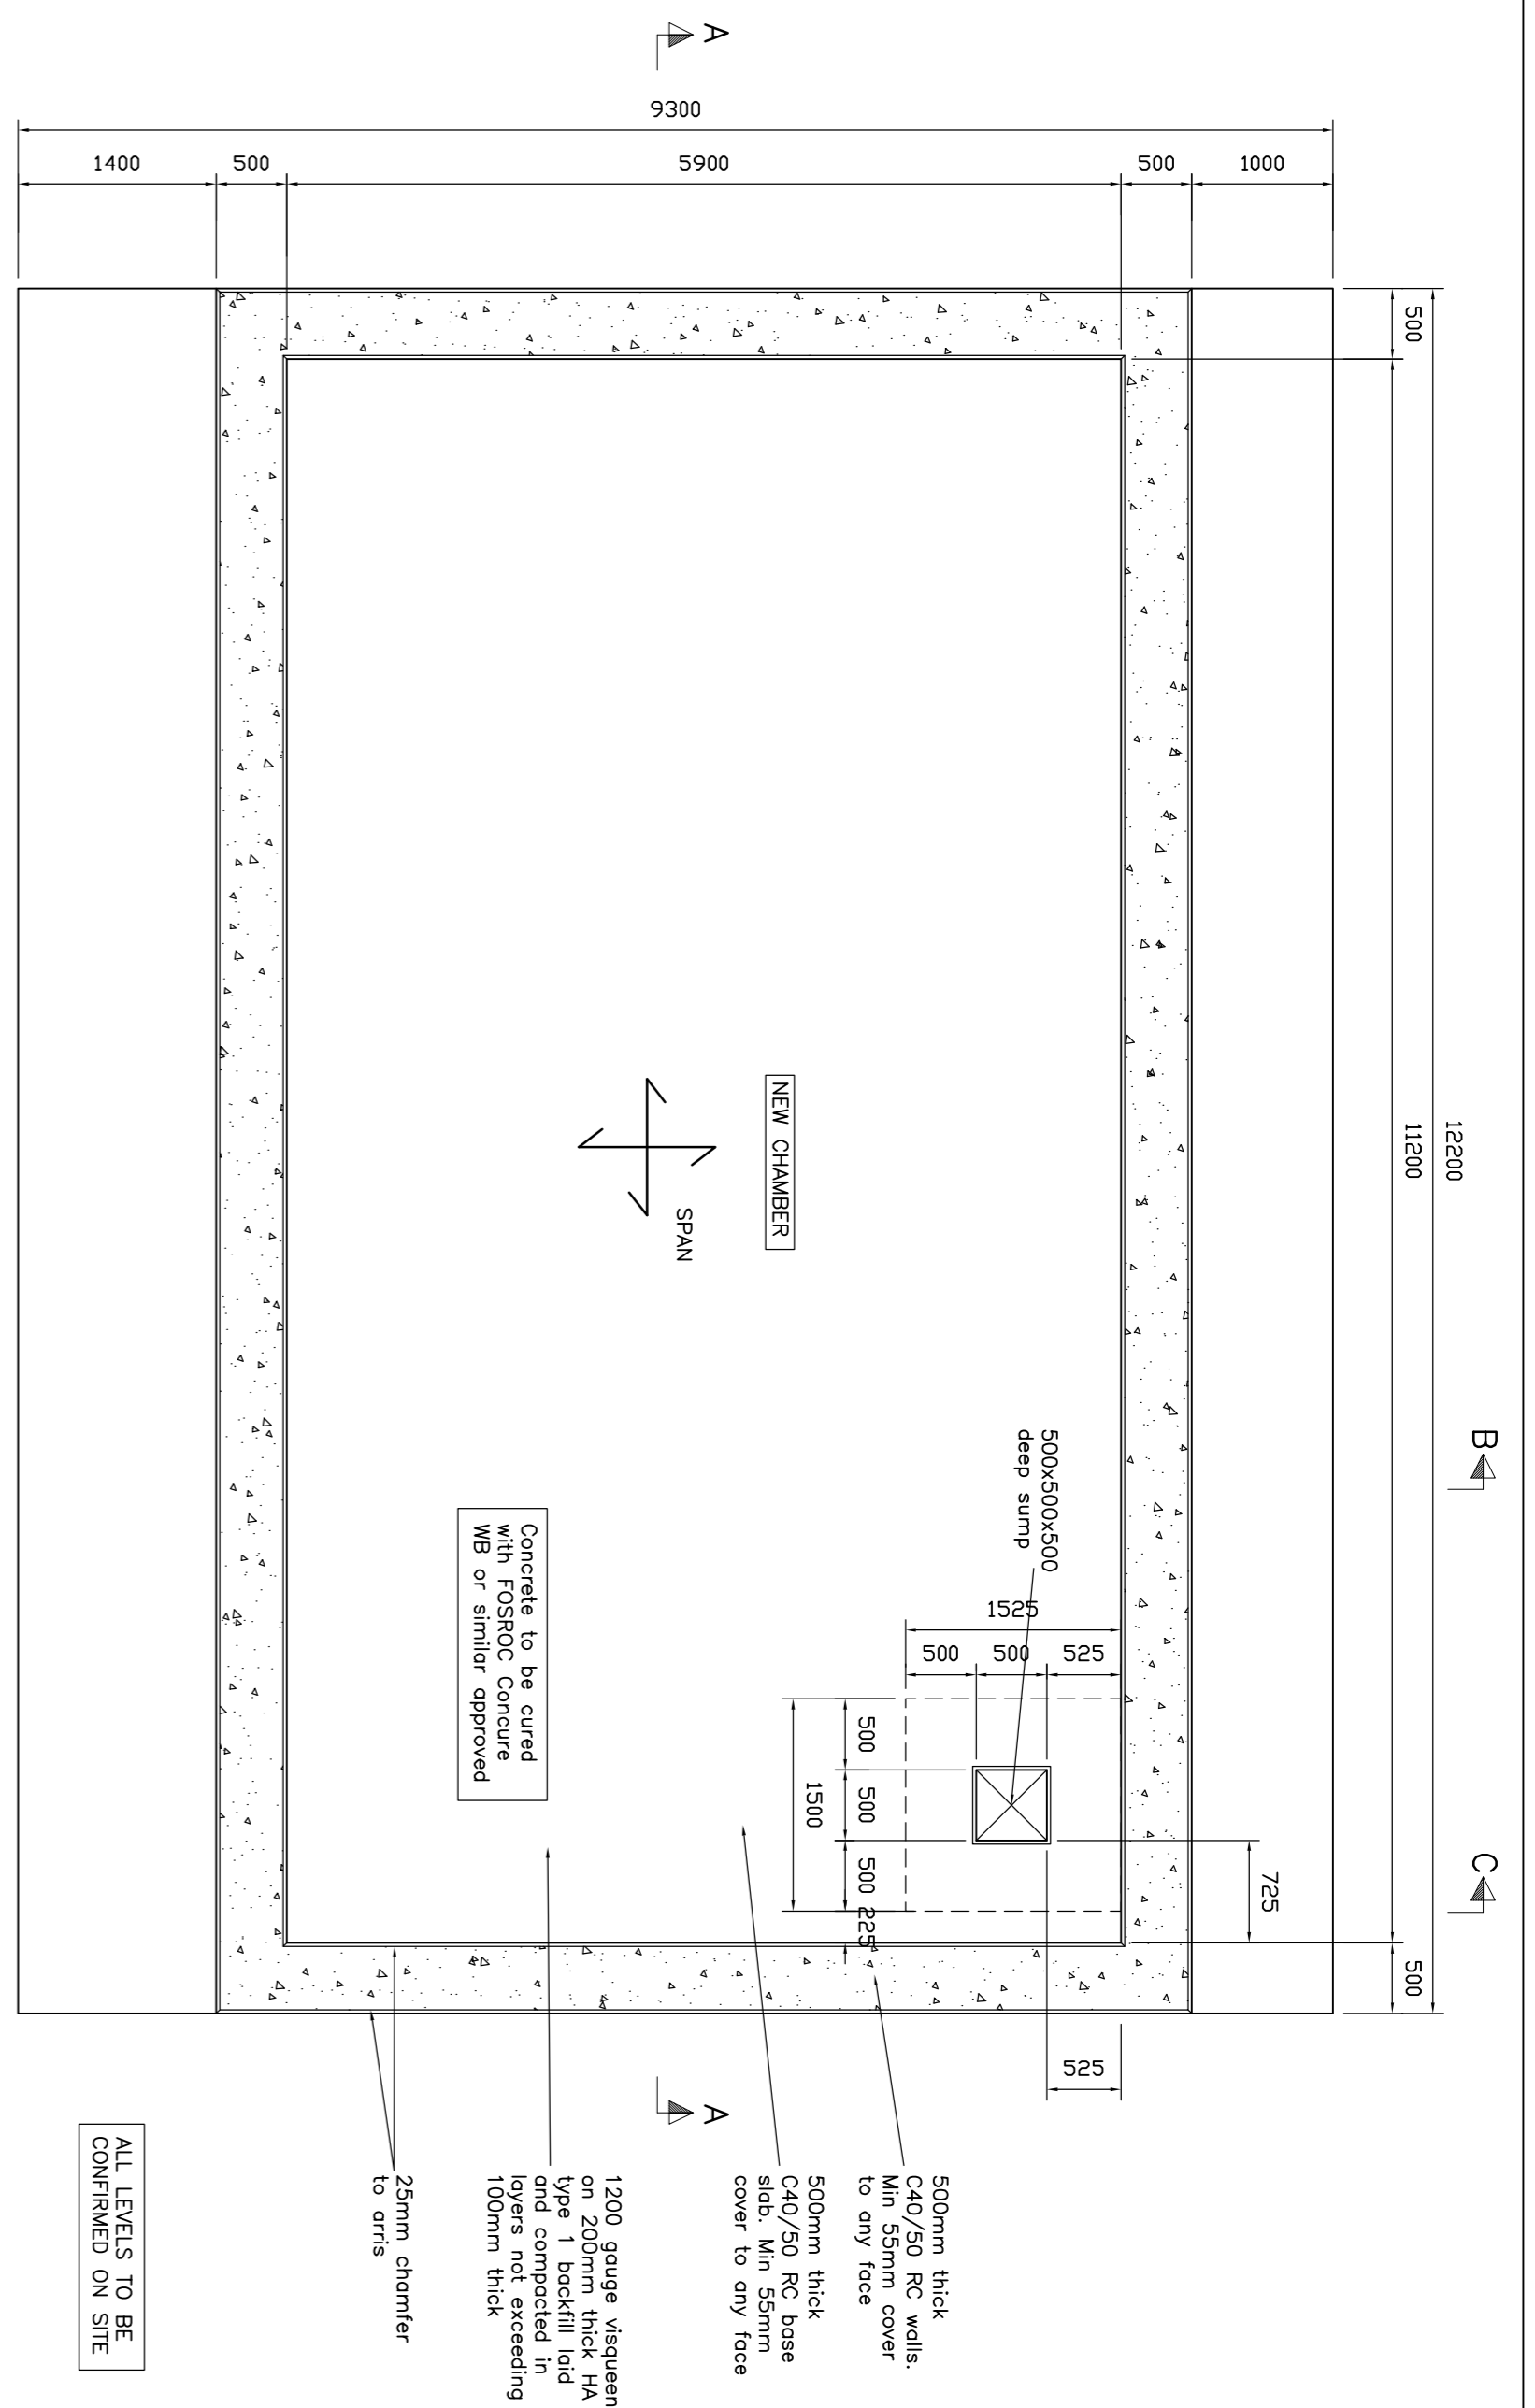 12200
500
11200
500
B
C
A
9300
1000
500
5900
500
1400
725
525
500x500x500
deep sump
1525
525
500
500
500
500
500
225
1500
NEW CHAMBER
SPAN
Concrete to be cured
with FOSROC Concure
WB or similar approved
A
500mm thick
C40/50 RC walls.
Min 55mm cover
to any face
500mm thick
C40/50 RC base
slab. Min 55mm
cover to any face
1200 gauge visqueen
on 200mm thick HA
type 1 backfill laid
and compacted in
layers not exceeding
100mm thick
25mm chamfer
to arris
ALL LEVELS TO BE
CONFIRMED ON SITE